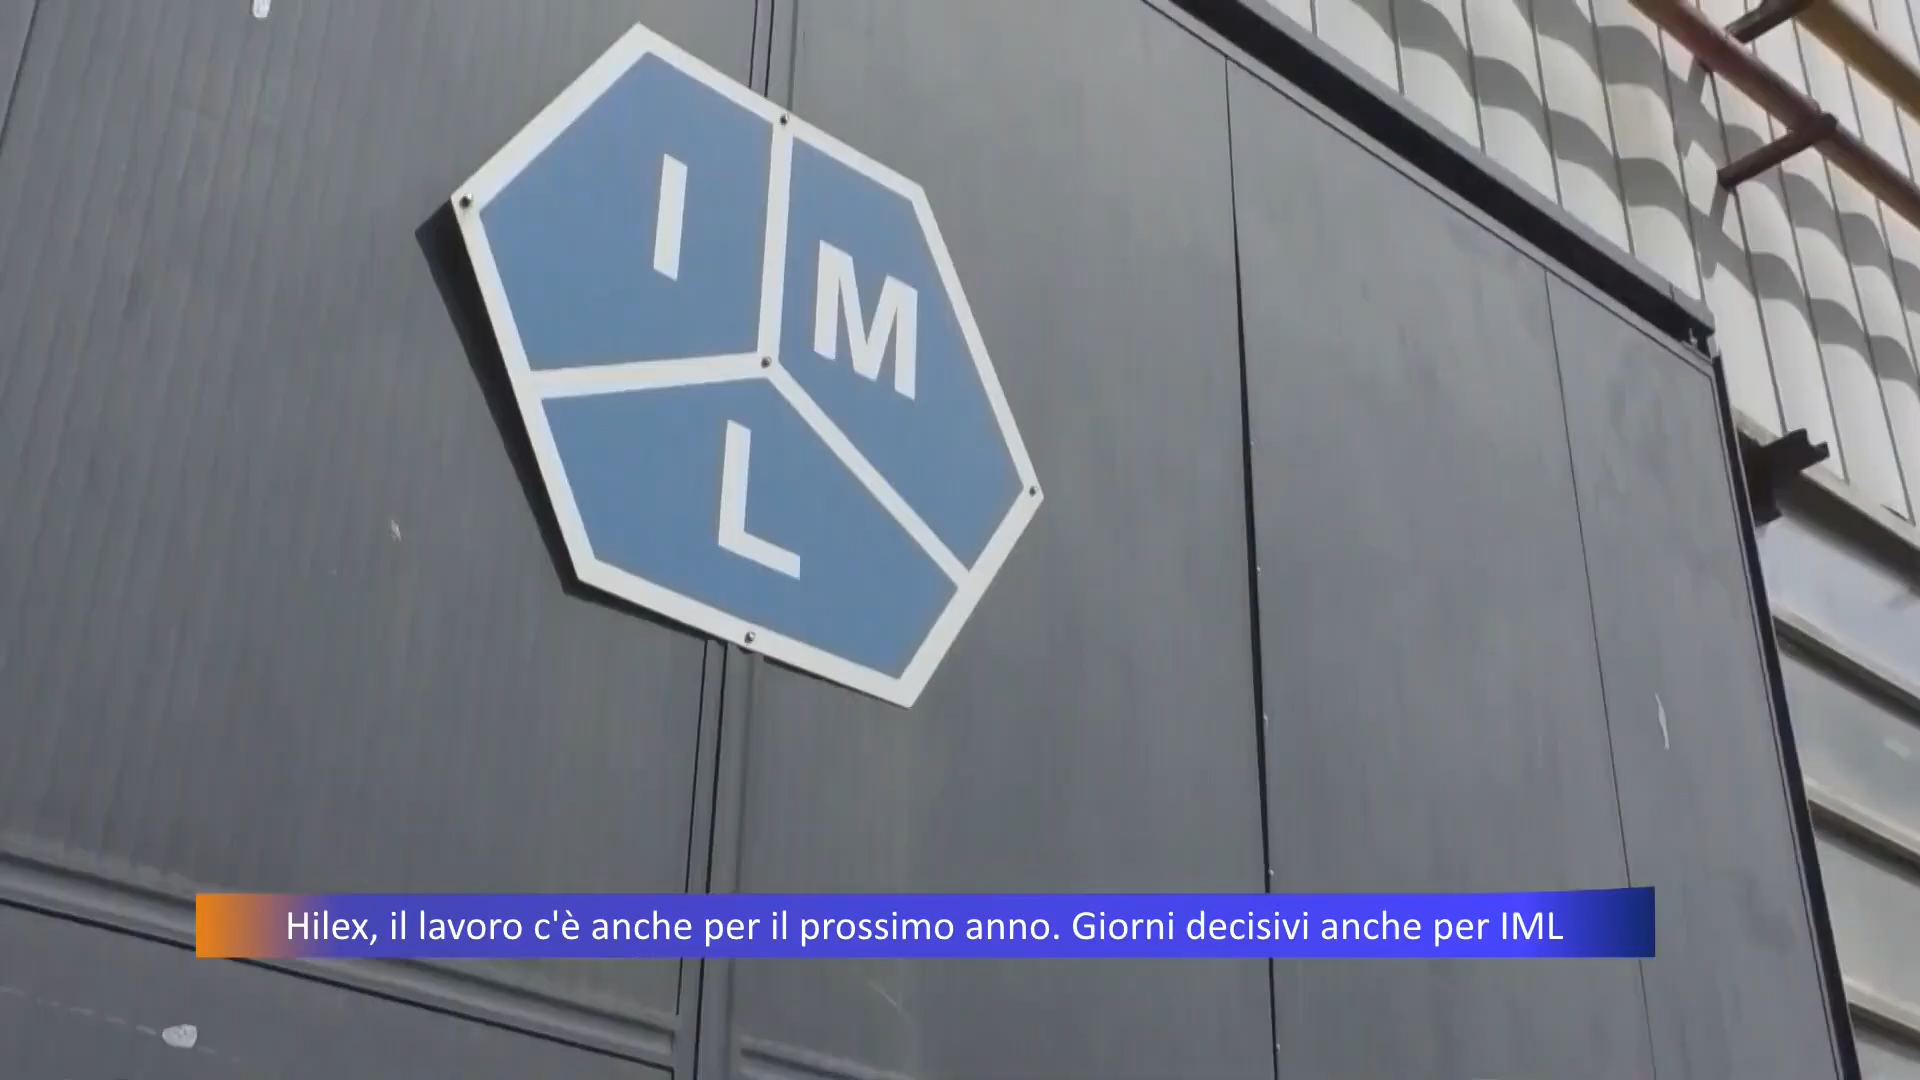 I
M
L
Hilex, il lavoro c'è anche per il prossimo anno. Giorni decisivi anche per IML